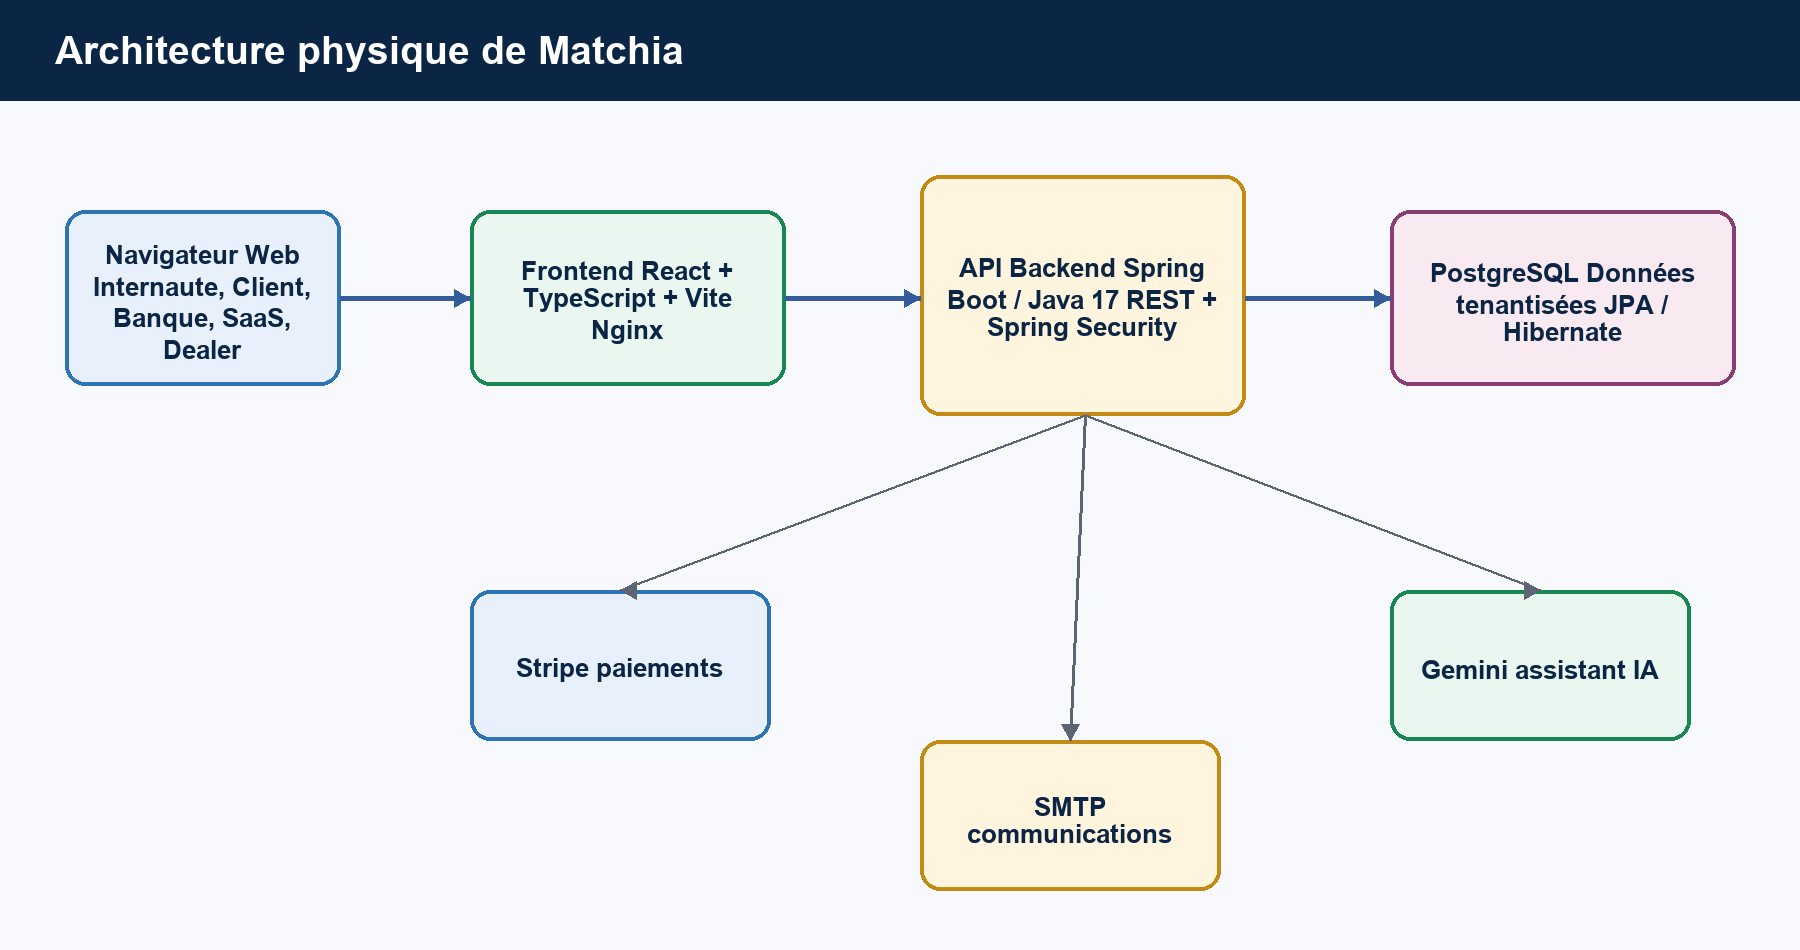 Architecture physique de Matchia
Navigateur Web
Internaute, Client,
Banque, SaaS,
Dealer
Frontend React +
TypeScript + Vite
Nginx
API Backend Spring
Boot / Java 17 REST +
Spring Security
PostgreSQL Données
tenantisées JPA /
Hibernate
Stripe paiements
SMTP
communications
Gemini assistant IA